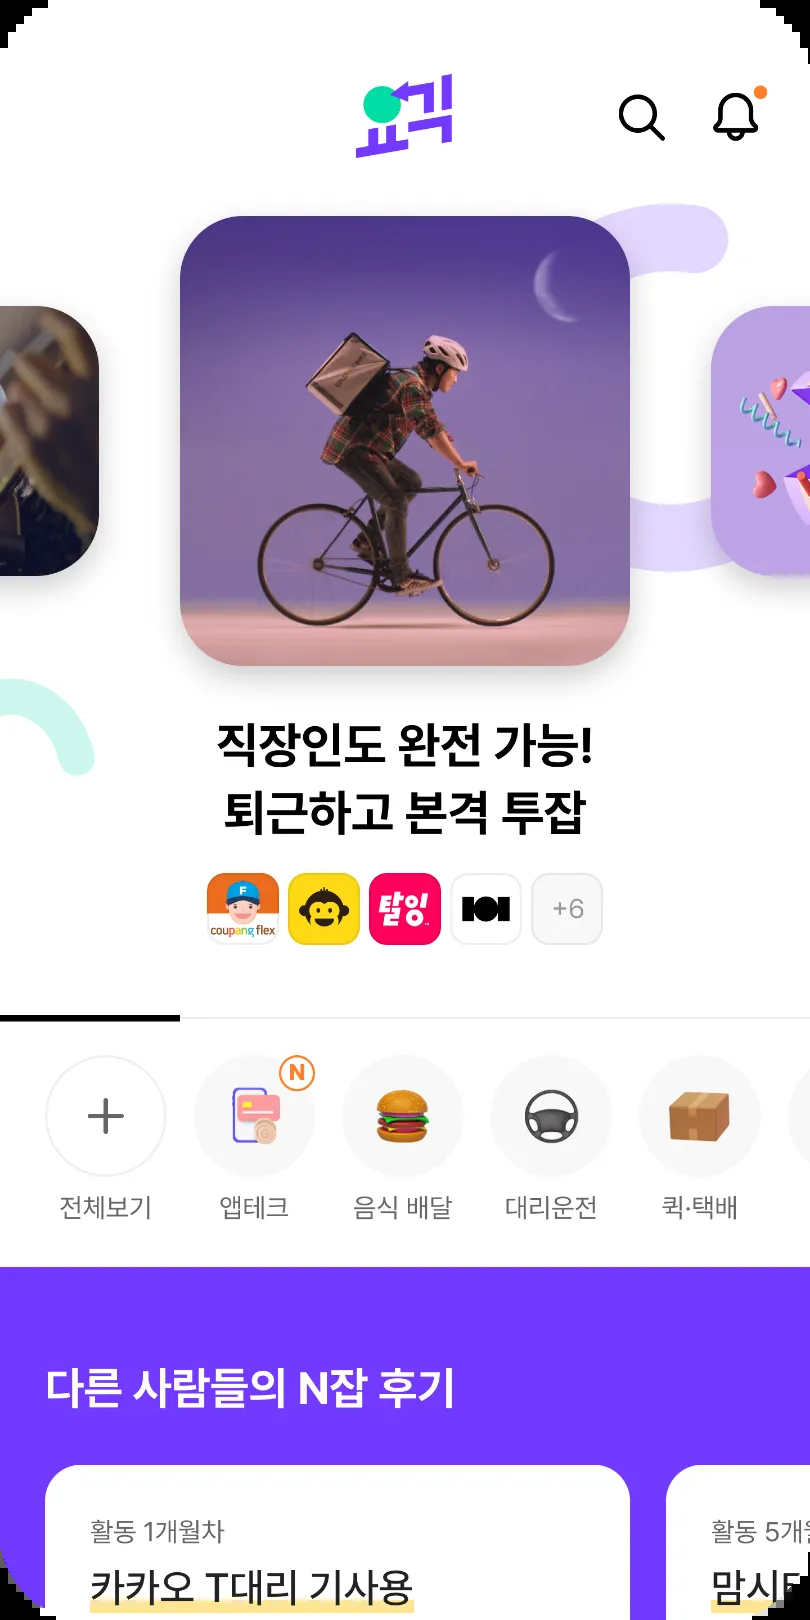 요긱
직장인도 완전 가능!
퇴근하고 본격 투잡
F
coupang flex
탈잉
+6
N
전체보기
앱테크
음식 배달
대리운전
퀵·택배
다른 사람들의 N잡 후기
활동 1개월차
활동 5개월
카카오 T대리 기사용
맘시터